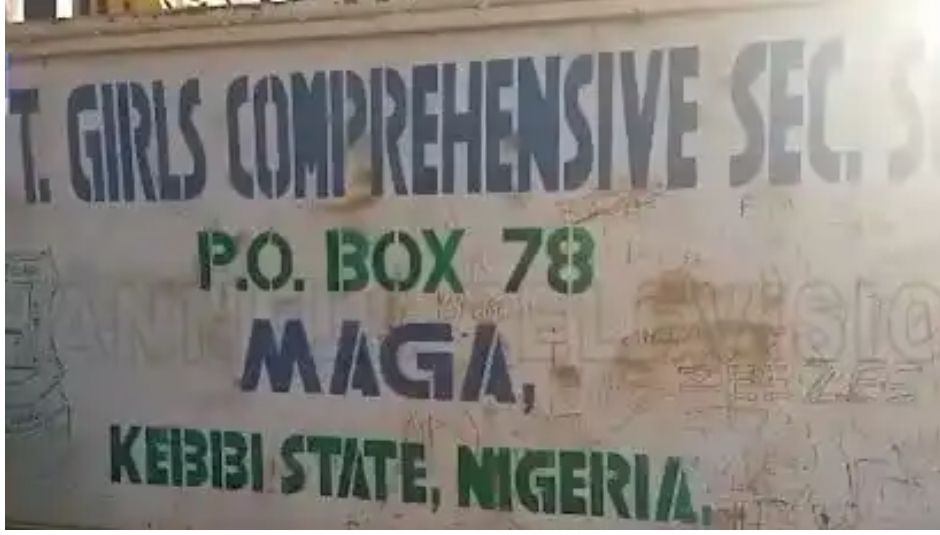 T. GIRLS COMPREHENSIVE SEC. S
P.O. BOX 78
MAGA,
KEBBI STATE, NIGERIA.